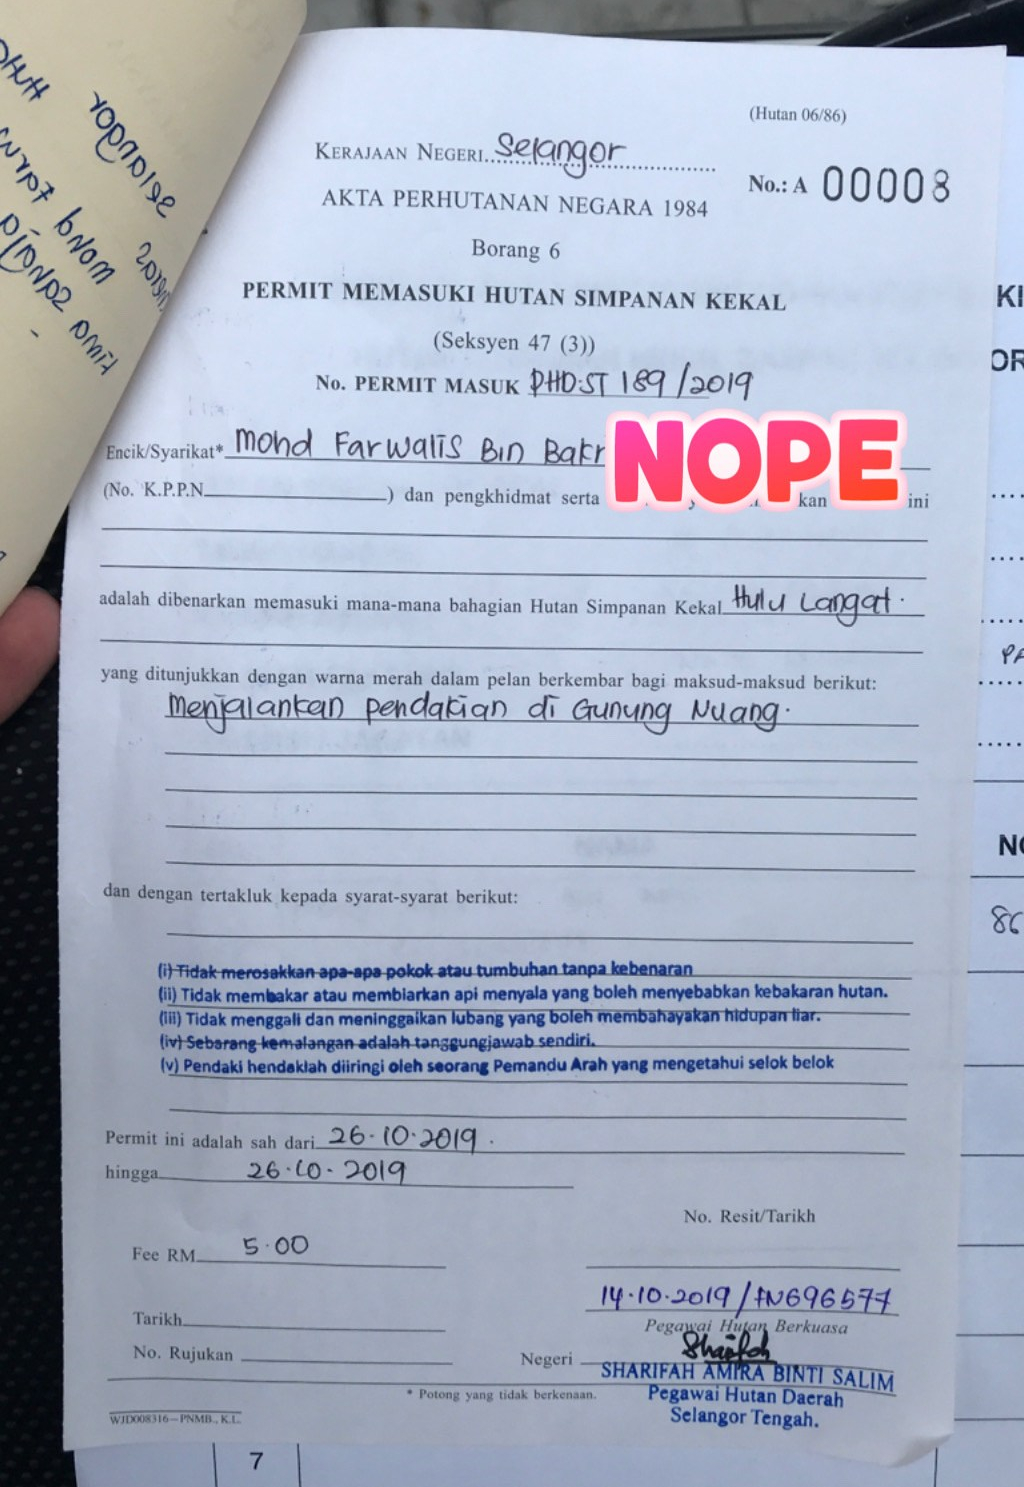 (Hutan 06/86)
KERAJAAN NEGERI Selangor
No.: A 00008
AKTA PERHUTANAN NEGARA 1984
Borang 6
PERMIT MEMASUKI HUTAN SIMPANAN KEKAL
(Seksyen 47 (3))
No. PERMIT MASUK PHD.ST 189/2019
Encik/Syarikat* Mohd Farwalis Bin Bakr
NOPE
(No. K.P.P.N ) dan pengkhidmat serta kan ini
adalah dibenarkan memasuki mana-mana bahagian Hutan Simpanan Kekal Hulu Langat.
yang ditunjukkan dengan warna merah dalam pelan berkembar bagi maksud-maksud berikut:
Menjalankan pendakian di Gunung Nuang.
dan dengan tertakluk kepada syarat-syarat berikut:
(i) Tidak merosakkan apa-apa pokok atau tumbuhan tanpa kebenaran
(ii) Tidak membakar atau membiarkan api menyala yang boleh menyebabkan kebakaran hutan.
(iii) Tidak menggali dan meninggalkan lubang yang boleh membahayakan hidupan liar.
(iv) Sebarang kemalangan adalah tanggungjawab sendiri.
(v) Pendaki hendaklah diiringi oleh seorang Pemandu Arah yang mengetahui selok belok
Permit ini adalah sah dari 26.10.2019.
hingga 26.10.2019
No. Resit/Tarikh
Fee RM 5.00
14.10.2019/
Tarikh
Pegawai Hutan Berkuasa
No. Rujukan
Negeri
SHARIFAH AMIRA BINTI SALIM
* Potong yang tidak berkenaan.
Pegawai Hutan Daerah
WJD008316—PNMB., K.L.
Selangor Tengah.
7
KI
OR
PA
NO
86